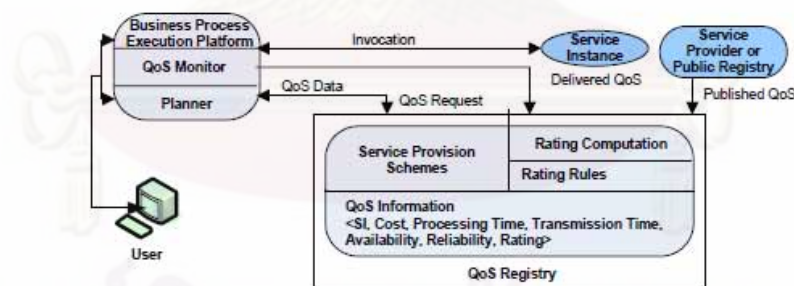 Business Process
Execution Platform
QoS Monitor
Planner
Invocation
Service
Instance
Delivered QoS
Service
Provider or
Public Registry
Published QoS
QoS Data
QoS Request
Service Provision
Schemes
Rating Computation
Rating Rules
QoS Information
<SI, Cost, Processing Time, Transmission Time,
Availability, Reliability, Rating>
QoS Registry
User